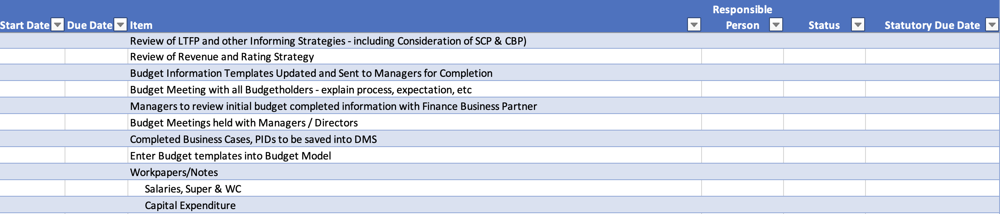 Start Date Due Date Item Responsible Person Status Statutory Due Date
Review of LTFP and other Informing Strategies - including Consideration of SCP & CBP)
Review of Revenue and Rating Strategy
Budget Information Templates Updated and Sent to Managers for Completion
Budget Meeting with all Budgetholders - explain process, expectation, etc
Managers to review initial budget completed information with Finance Business Partner
Budget Meetings held with Managers / Directors
Completed Business Cases, PIDs to be saved into DMS
Enter Budget templates into Budget Model
Workpapers/Notes
Salaries, Super & WC
Capital Expenditure